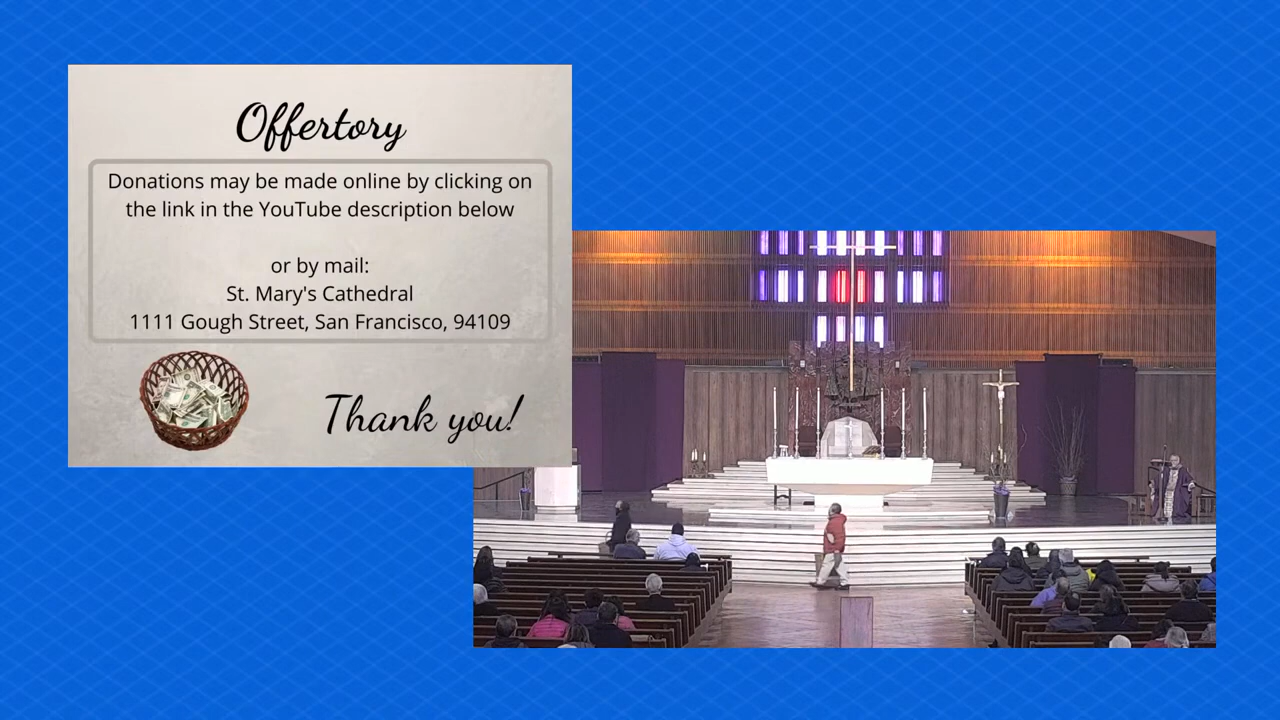 Offertory
Donations may be made online by clicking on
the link in the YouTube description below
or by mail:
St. Mary's Cathedral
1111 Gough Street, San Francisco, 94109
Thank you!